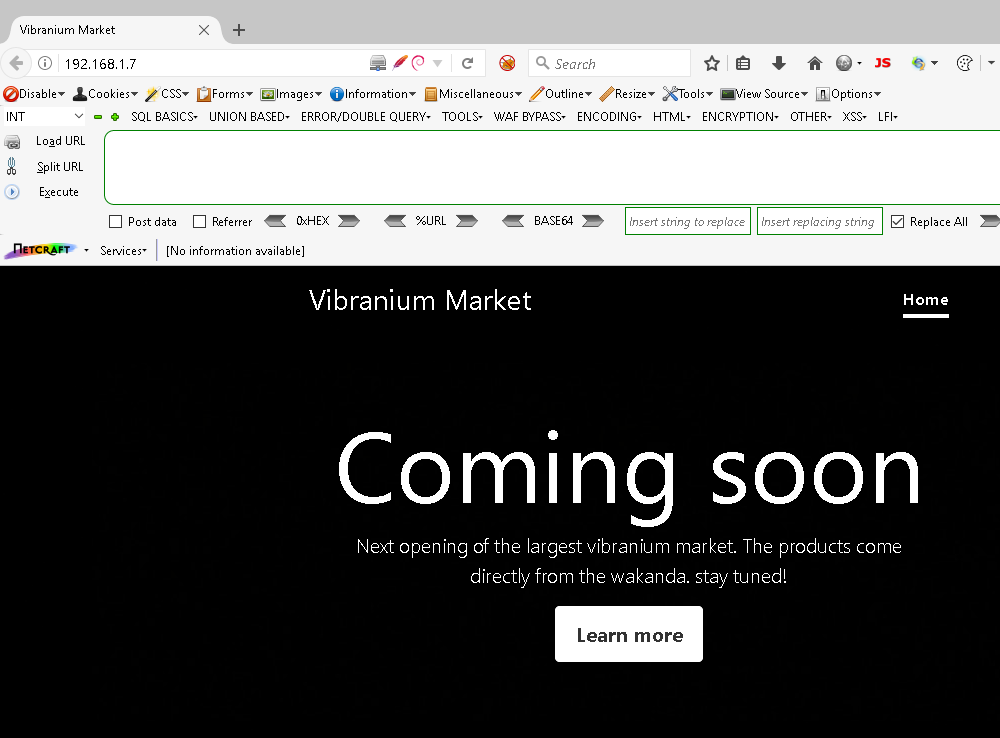 Vibranium Market
192.168.1.7
Search
JS
Disable Cookies CSS Forms Images Information Miscellaneous Outline Resize Tools View Source Options
INT SQL BASICS UNION BASED ERROR/DOUBLE QUERY TOOLS WAF BYPASS ENCODING HTML ENCRYPTION OTHER XSS LFI
Load URL
Split URL
Execute
Post data Referrer 0xHEX %URL BASE64 Insert string to replace Insert replacing string Replace All
NETCRAFT Services [No information available]
Vibranium Market Home
Coming soon
Next opening of the largest vibranium market. The products come
directly from the wakanda. stay tuned!
Learn more